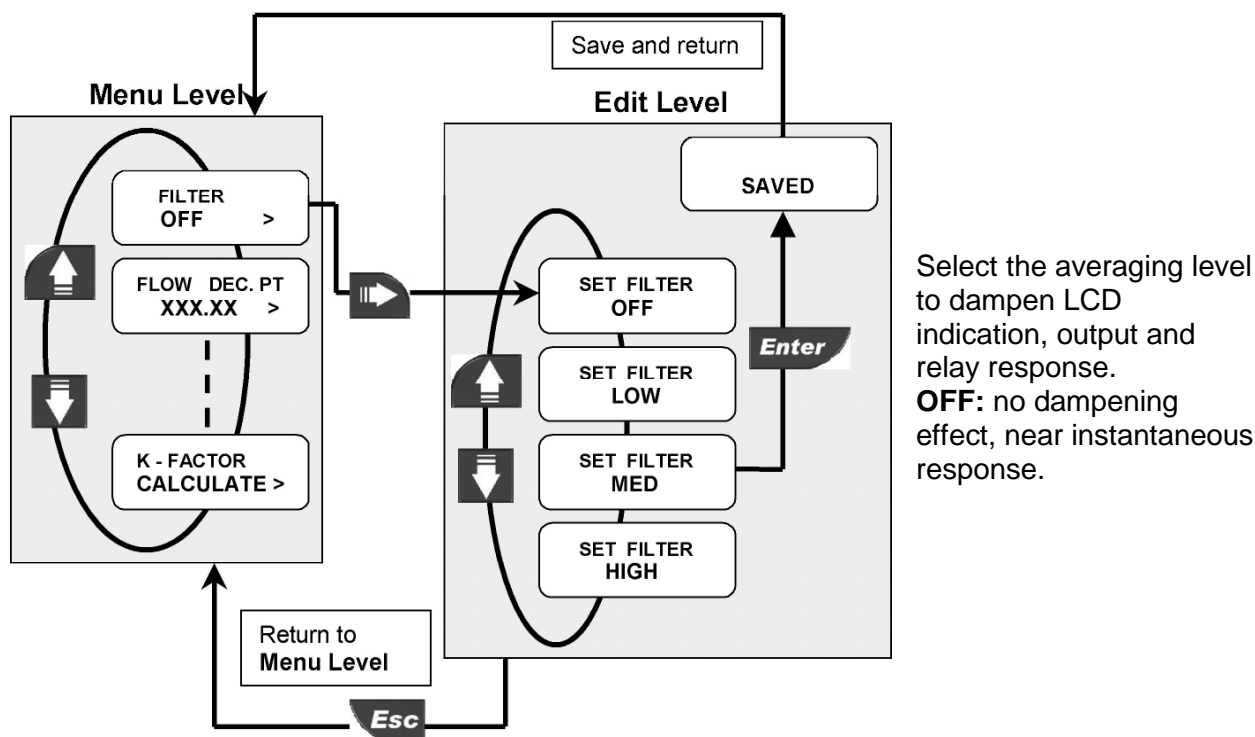 Save and return
Menu Level
Edit Level
FILTER
OFF >
FLOW DEC. PT
XXX.XX >
K - FACTOR
CALCULATE >
SAVED
SET FILTER
OFF
SET FILTER
LOW
SET FILTER
MED
SET FILTER
HIGH
Enter
Return to
Menu Level
Esc
Select the averaging level
to dampen LCD
indication, output and
relay response.
OFF: no dampening
effect, near instantaneous
response.